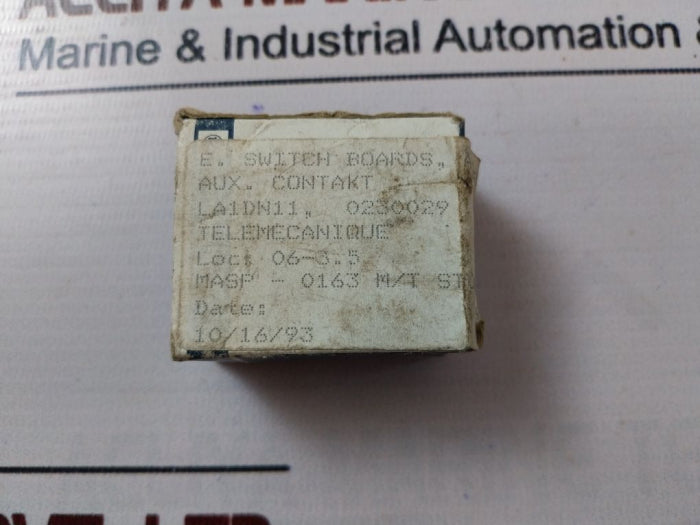 Marine & Industrial Automation &
E. SWITCH BOARDS,
AUX. CONTAKT
LA1DN11, 0230029
TELEMECANIQUE
Loc: 06-3.5
MASP - 0163 M/T ST
Date:
10/16/93